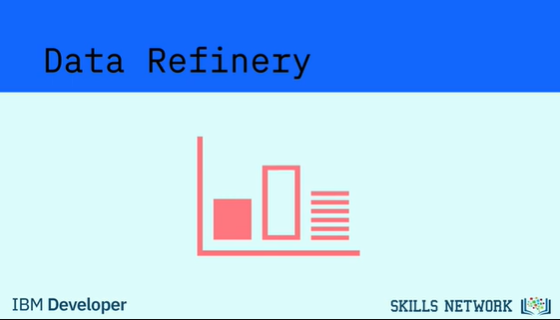 Data Refinery
IBM Developer
SKILLS NETWORK